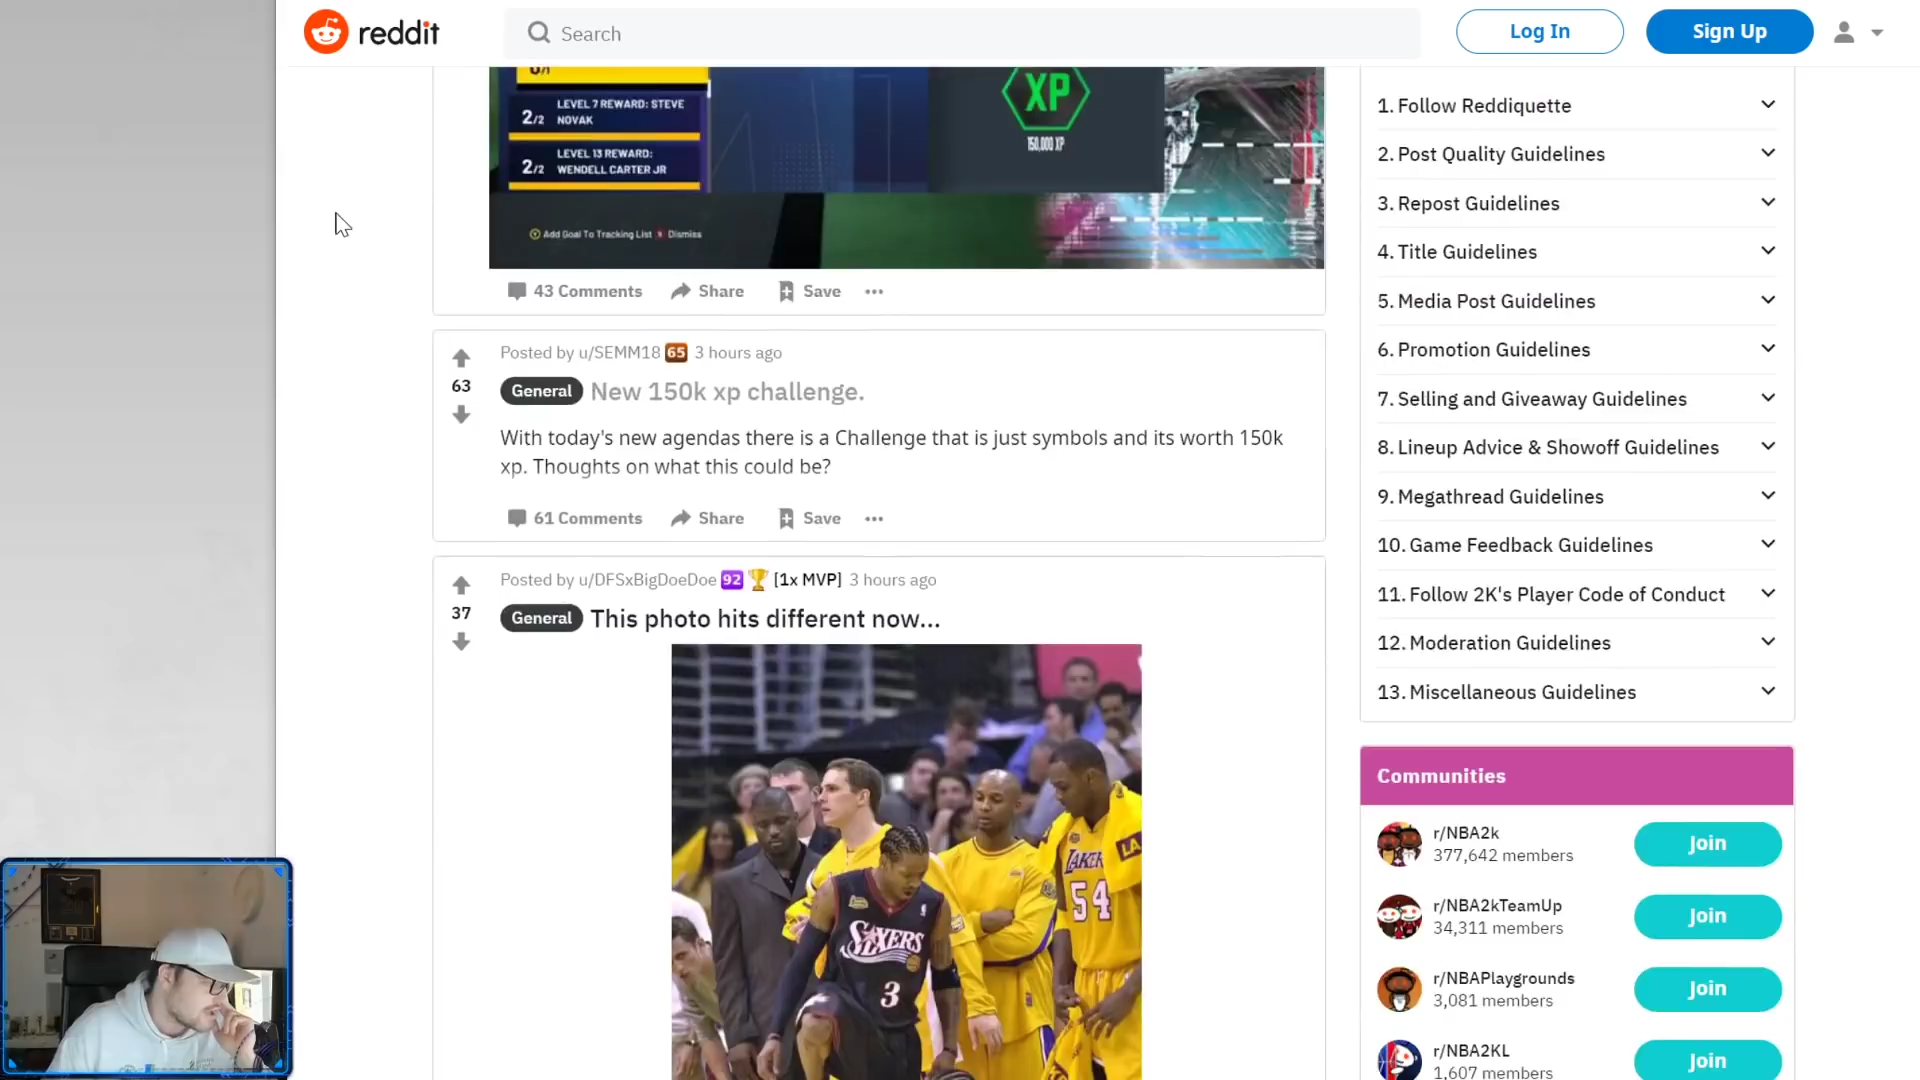 reddit
Search
Log In
Sign Up
0/1
LEVEL 7 REWARD: STEVE
NOVAK
2/2
LEVEL 13 REWARD:
WENDELL CARTER JR
2/2
XP
150,000 XP
Add Goal To Tracking List Dismiss
43 Comments
Share
Save
Posted by u/SEMM18 65 3 hours ago
63
General New 150k xp challenge.
With today's new agendas there is a Challenge that is just symbols and its worth 150k
xp. Thoughts on what this could be?
61 Comments
Share
Save
Posted by u/DFSxBigDoeDoe 92 🏆 [1x MVP] 3 hours ago
37
General This photo hits different now...
SIXERS
3
LAKERS
54
LA
1. Follow Reddiquette
2. Post Quality Guidelines
3. Repost Guidelines
4. Title Guidelines
5. Media Post Guidelines
6. Promotion Guidelines
7. Selling and Giveaway Guidelines
8. Lineup Advice & Showoff Guidelines
9. Megathread Guidelines
10. Game Feedback Guidelines
11. Follow 2K's Player Code of Conduct
12. Moderation Guidelines
13. Miscellaneous Guidelines
Communities
r/NBA2k
377,642 members
Join
r/NBA2kTeamUp
34,311 members
Join
r/NBAPlaygrounds
3,081 members
Join
r/NBA2KL
1,607 members
Join